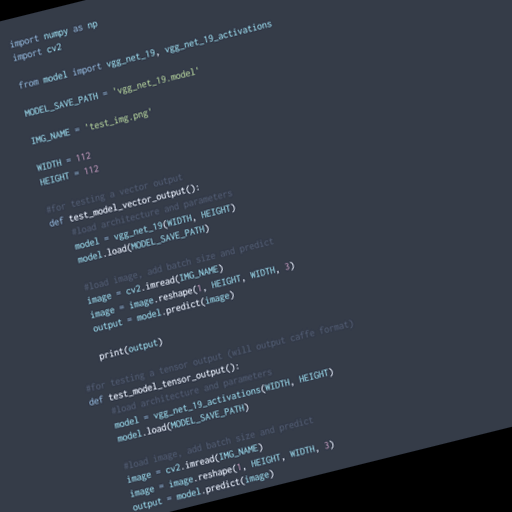 import numpy as np
import cv2

from model import vgg_net_19, vgg_net_19_activations

MODEL_SAVE_PATH = 'vgg_net_19.model'

IMG_NAME = 'test_img.png'

WIDTH = 112
HEIGHT = 112

#for testing a vector output
def test_model_vector_output():
    #load architecture and parameters
    model = vgg_net_19(WIDTH, HEIGHT)
    model.load(MODEL_SAVE_PATH)

    #load image, add batch size and predict
    image = cv2.imread(IMG_NAME)
    image = image.reshape(1, HEIGHT, WIDTH, 3)
    output = model.predict(image)

    print(output)

#for testing a tensor output (will output caffe format)
def test_model_tensor_output():
    #load architecture and parameters
    model = vgg_net_19_activations(WIDTH, HEIGHT)
    model.load(MODEL_SAVE_PATH)

    #load image, add batch size and predict
    image = cv2.imread(IMG_NAME)
    image = image.reshape(1, HEIGHT, WIDTH, 3)
    output = model.predict(image)